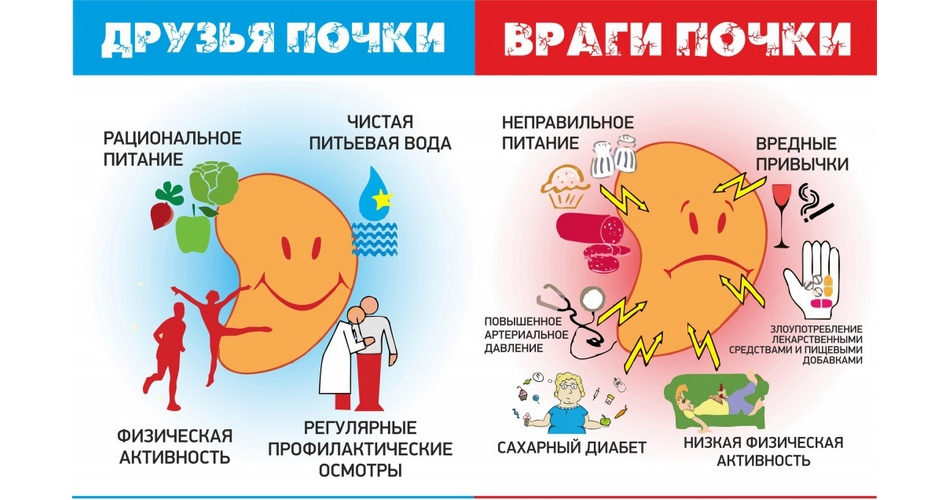 ДРУЗЬЯ ПОЧКИ
РАЦИОНАЛЬНОЕ
ПИТАНИЕ
ЧИСТАЯ
ПИТЬЕВАЯ ВОДА
ФИЗИЧЕСКАЯ
АКТИВНОСТЬ
РЕГУЛЯРНЫЕ
ПРОФИЛАКТИЧЕСКИЕ
ОСМОТРЫ
ВРАГИ ПОЧКИ
НЕПРАВИЛЬНОЕ
ПИТАНИЕ
ВРЕДНЫЕ
ПРИВЫЧКИ
ПОВЫШЕННОЕ
АРТЕРИАЛЬНОЕ
ДАВЛЕНИЕ
ЗЛОУПОТРЕБЛЕНИЕ
ЛЕКАРСТВЕННЫМИ
СРЕДСТВАМИ И ПИЩЕВЫМИ
ДОБАВКАМИ
САХАРНЫЙ ДИАБЕТ
НИЗКАЯ ФИЗИЧЕСКАЯ
АКТИВНОСТЬ